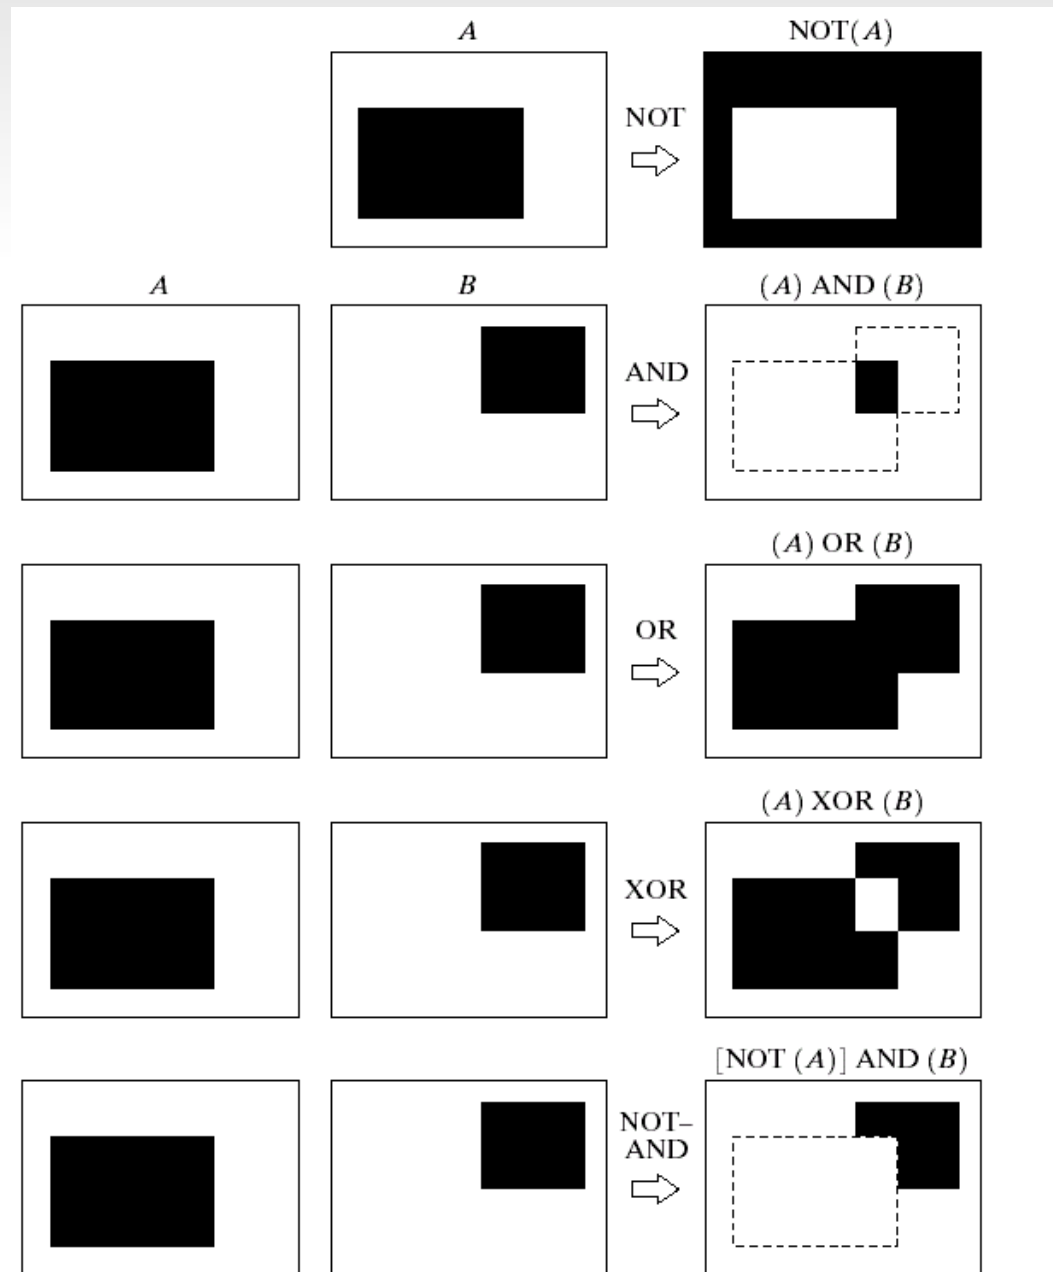 A
NOT(A)
NOT
A
B
(A) AND (B)
AND
(A) OR (B)
OR
(A) XOR (B)
XOR
[NOT (A)] AND (B)
NOT–
AND